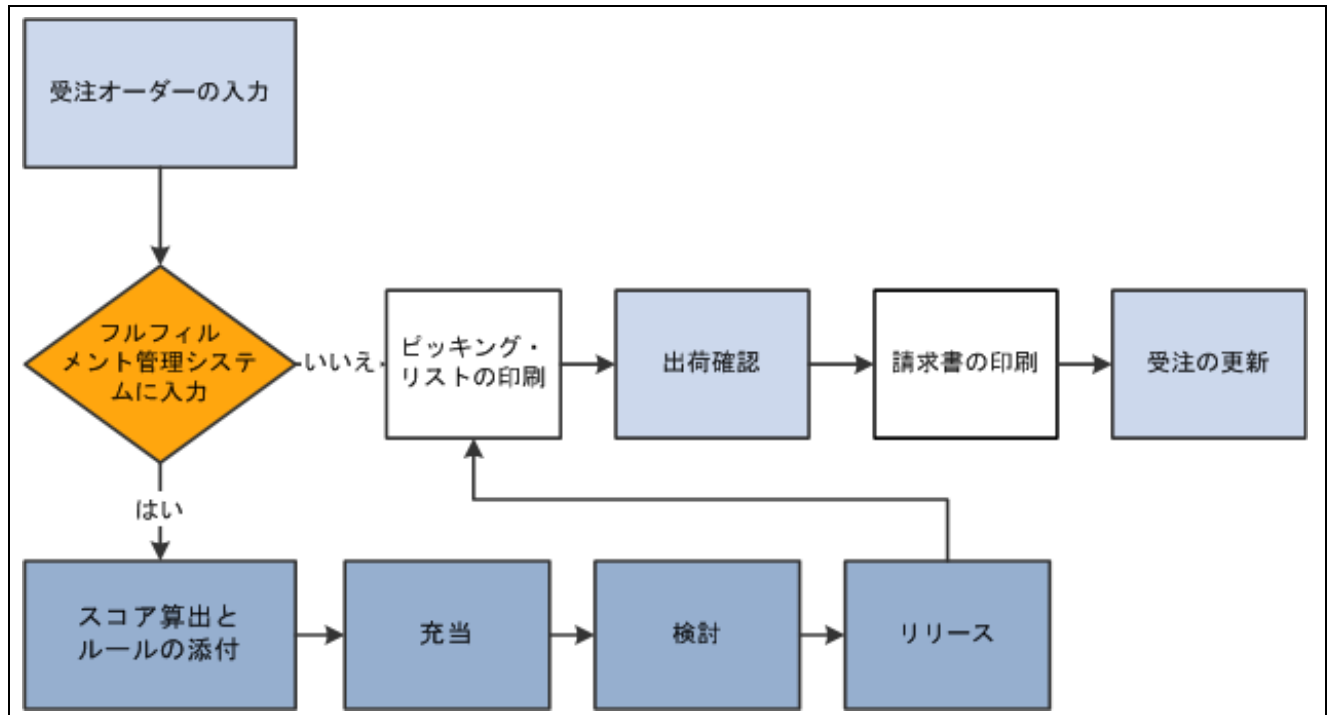 受注オーダーの入力
フルフィル
メント管理システ
ムに入力
いいえ
ピッキング・
リストの印刷
出荷確認
請求書の印刷
受注の更新
はい
スコア算出と
ルールの添付
充当
検討
リリース